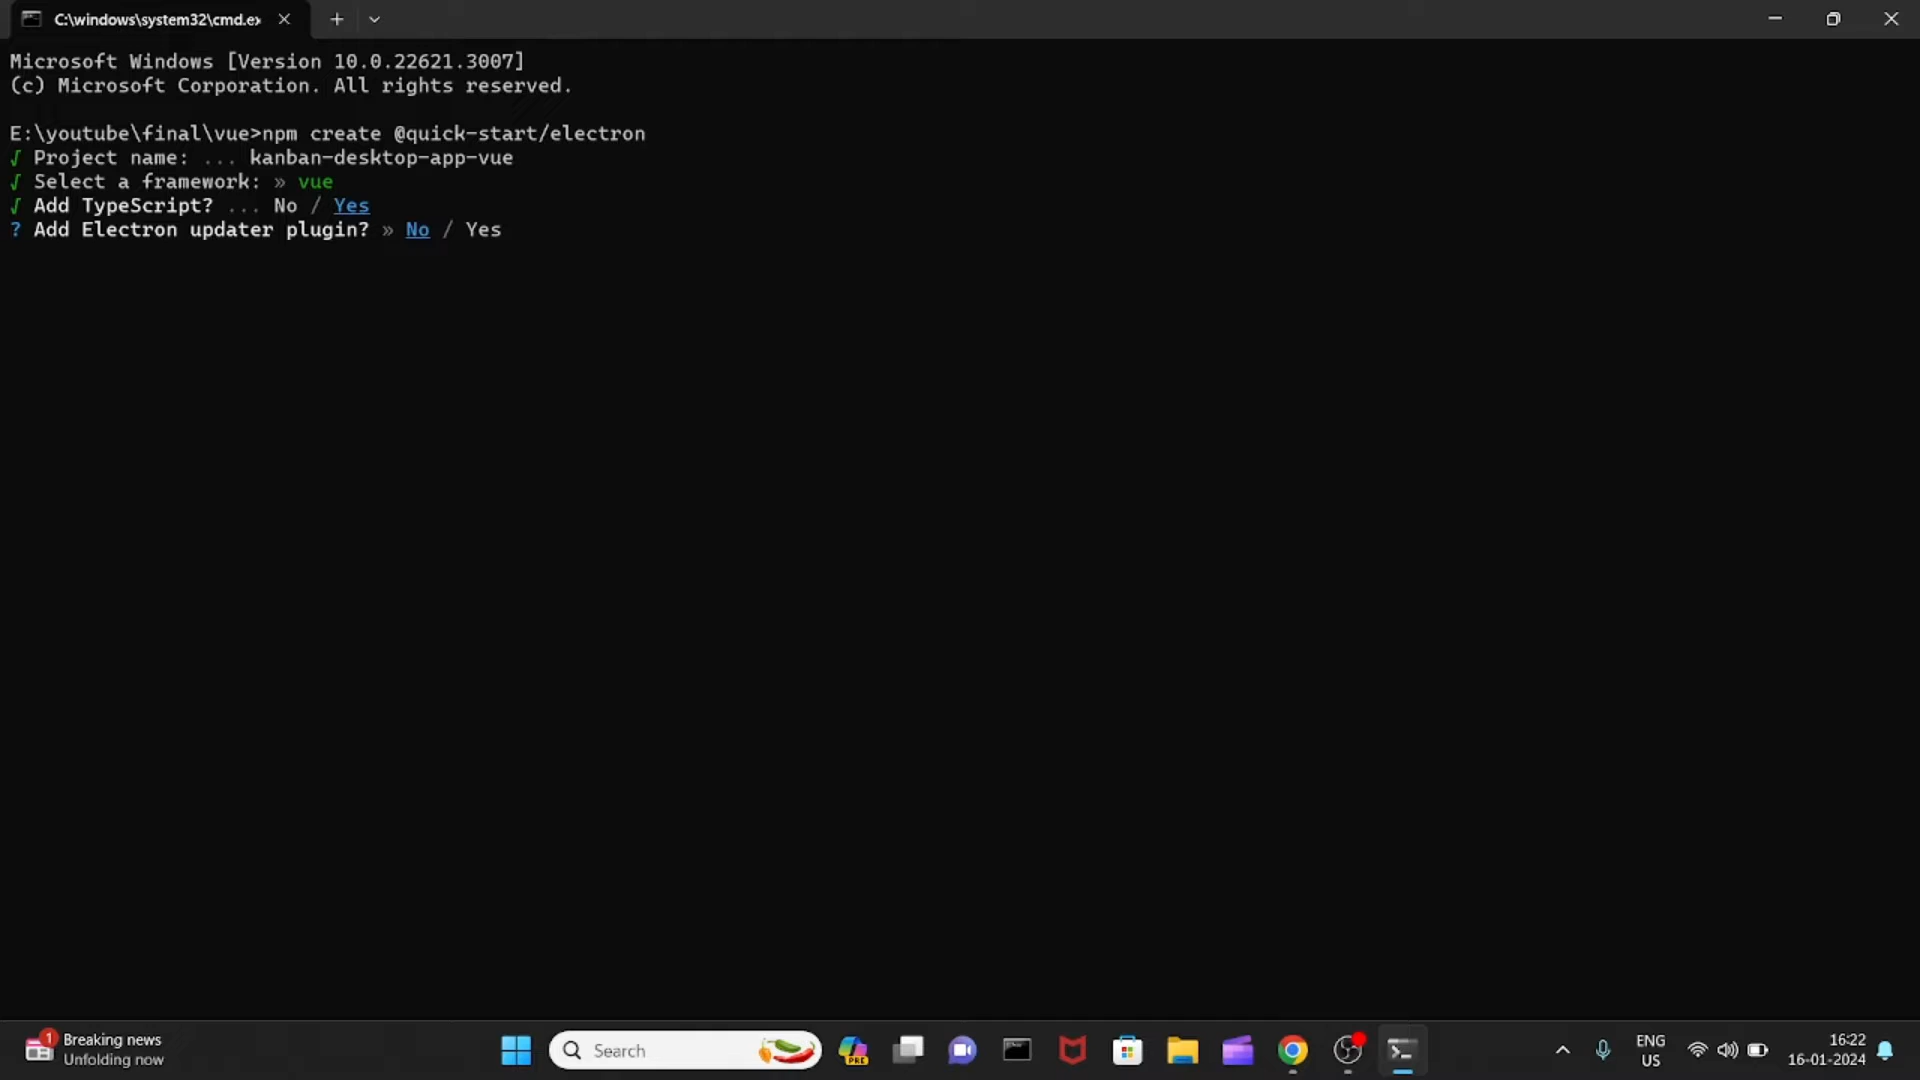 C:\windows\system32\cmd.ex
Microsoft Windows [Version 10.0.22621.3007]
(c) Microsoft Corporation. All rights reserved.
E:\youtube\final\vue>npm create @quick-start/electron
√ Project name: ... kanban-desktop-app-vue
√ Select a framework: » vue
√ Add TypeScript? ... No / Yes
? Add Electron updater plugin? » No / Yes
1
Breaking news
Unfolding now
Search
PRE
ENG
US
16:22
16-01-2024